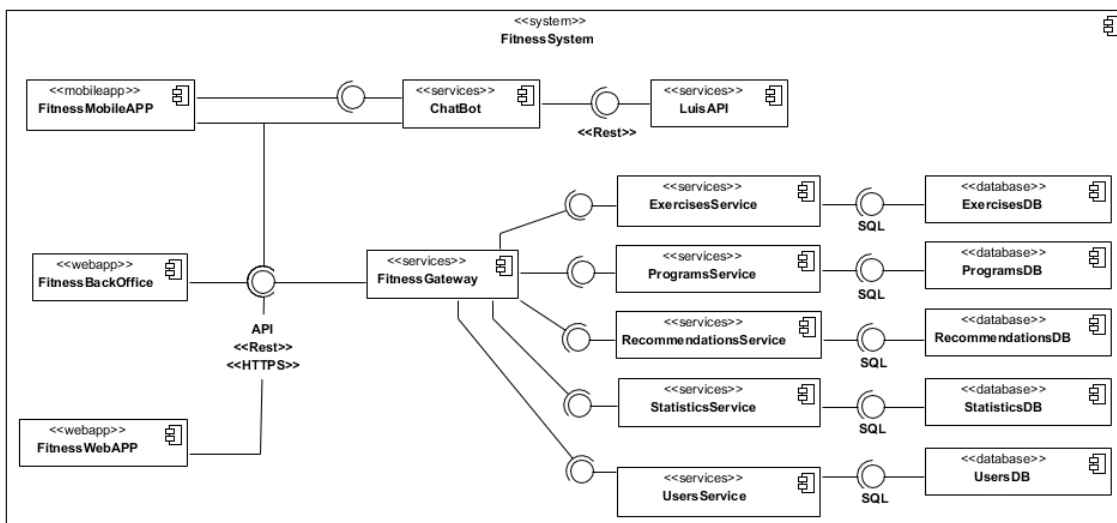 <<system>>
FitnessSystem
<<mobileapp>>
FitnessMobileAPP
<<services>>
ChatBot
<<services>>
LuisAPI
<<Rest>>
<<services>>
ExercisesService
SQL
<<database>>
ExercisesDB
<<webapp>>
FitnessBackOffice
<<services>>
FitnessGateway
<<services>>
ProgramsService
SQL
<<database>>
ProgramsDB
API
<<Rest>>
<<HTTPS>>
<<services>>
RecommendationsService
SQL
<<database>>
RecommendationsDB
<<services>>
StatisticsService
SQL
<<database>>
StatisticsDB
<<webapp>>
FitnessWebAPP
<<services>>
UsersService
SQL
<<database>>
UsersDB